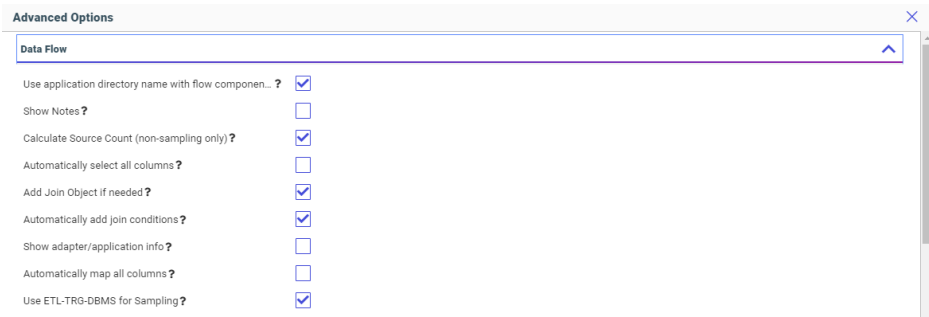 Advanced Options
Data Flow
Use application directory name with flow componen... ?
Show Notes ?
Calculate Source Count (non-sampling only) ?
Automatically select all columns ?
Add Join Object if needed ?
Automatically add join conditions ?
Show adapter/application info ?
Automatically map all columns ?
Use ETL-TRG-DBMS for Sampling ?